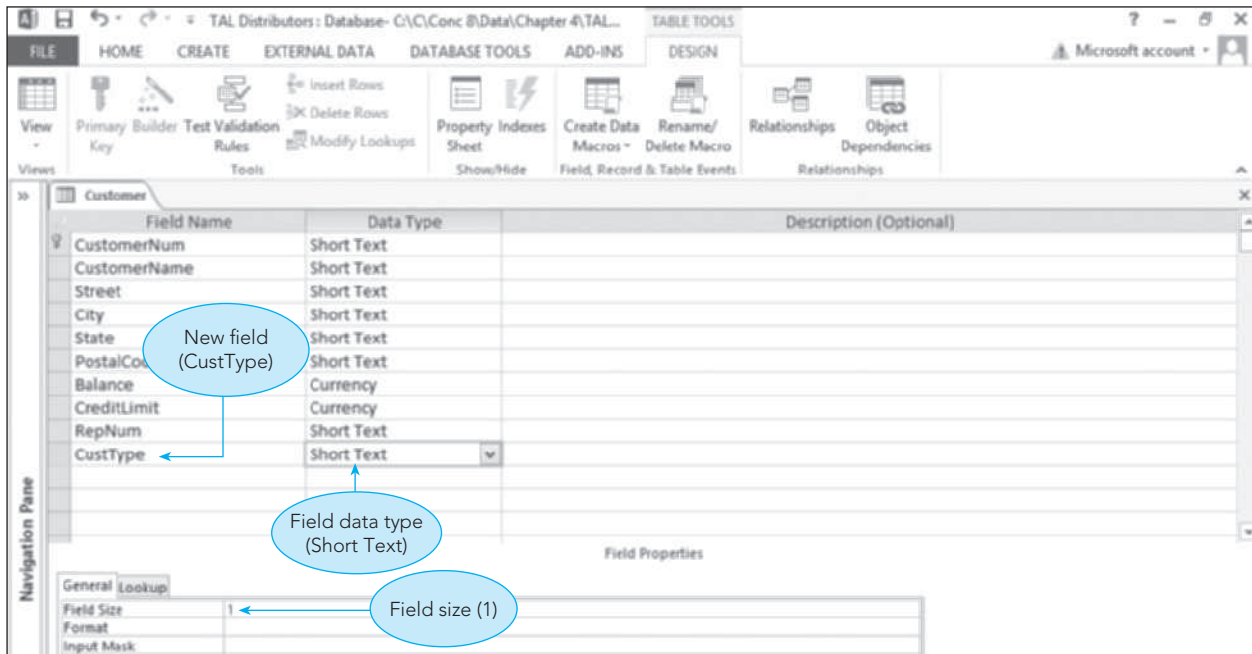 TAL Distributors : Database- C:\C\Conc 8\Data\Chapter 4\TAL...
TABLE TOOLS
?
FILE HOME CREATE EXTERNAL DATA DATABASE TOOLS ADD-INS DESIGN
Microsoft account
Insert Rows
Delete Rows
Modify Lookups
View
Primary Key
Builder
Test Validation Rules
Property Sheet
Indexes
Create Data Macros
Rename/ Delete Macro
Relationships
Object Dependencies
Views
Tools
Show/Hide
Field, Record & Table Events
Relationships
Customer
Field Name Data Type Description (Optional)
CustomerNum Short Text
CustomerName Short Text
Street Short Text
City Short Text
State Short Text
PostalCo Short Text
Balance Currency
CreditLimit Currency
RepNum Short Text
CustType Short Text
New field
(CustType)
Field data type
(Short Text)
Navigation Pane
Field Properties
General Lookup
Field Size 1
Format
Input Mask
Field size (1)